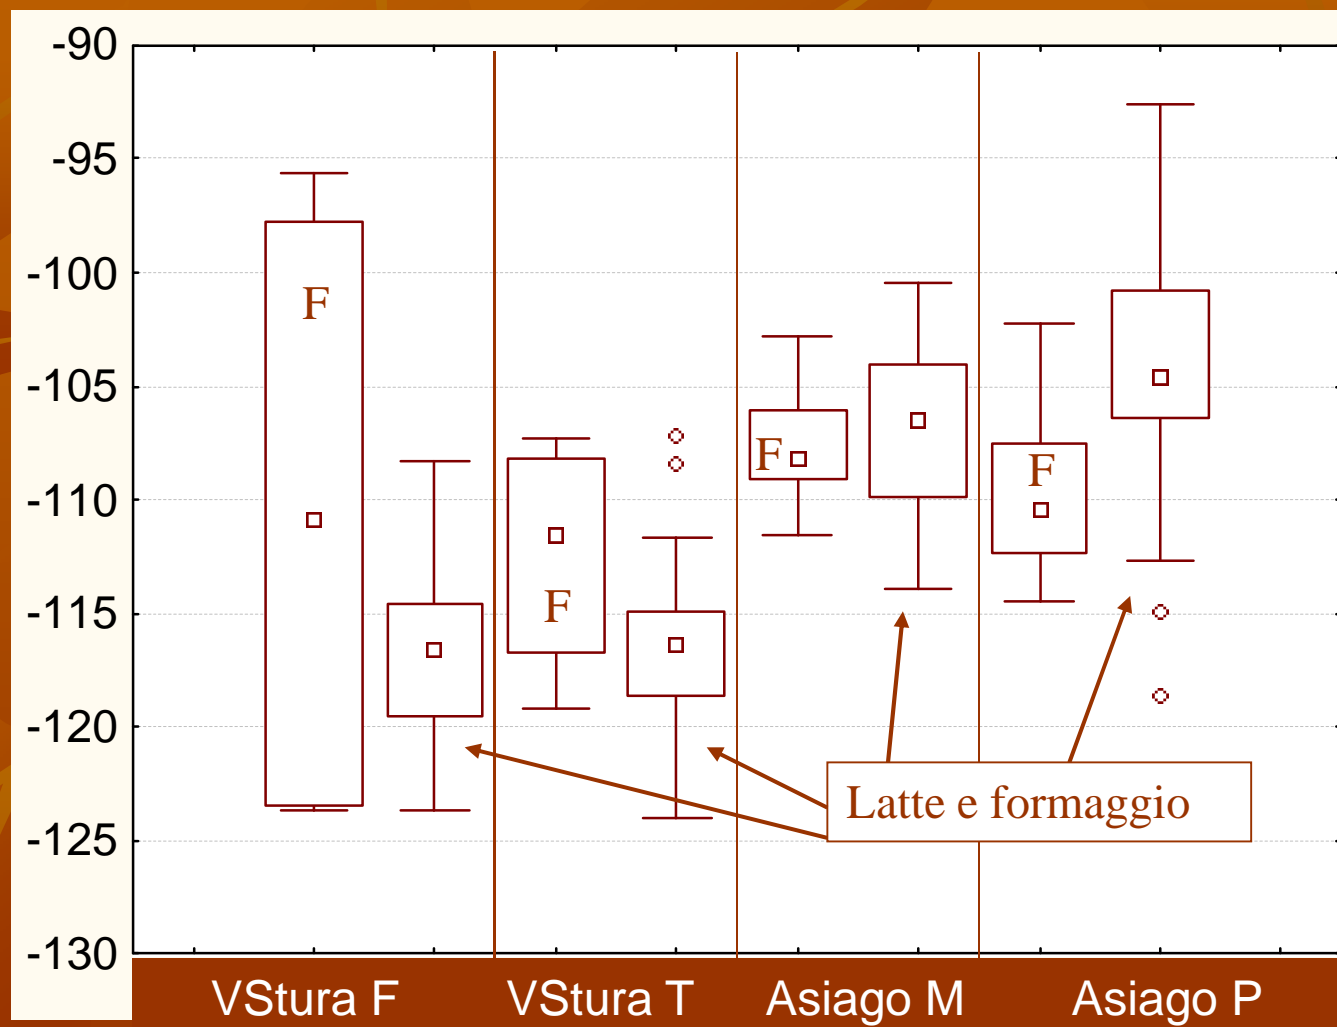 -90
-95
-100
-105
-110
-115
-120
-125
-130
F
F
F
F
Latte e formaggio
VStura F
VStura T
Asiago M
Asiago P